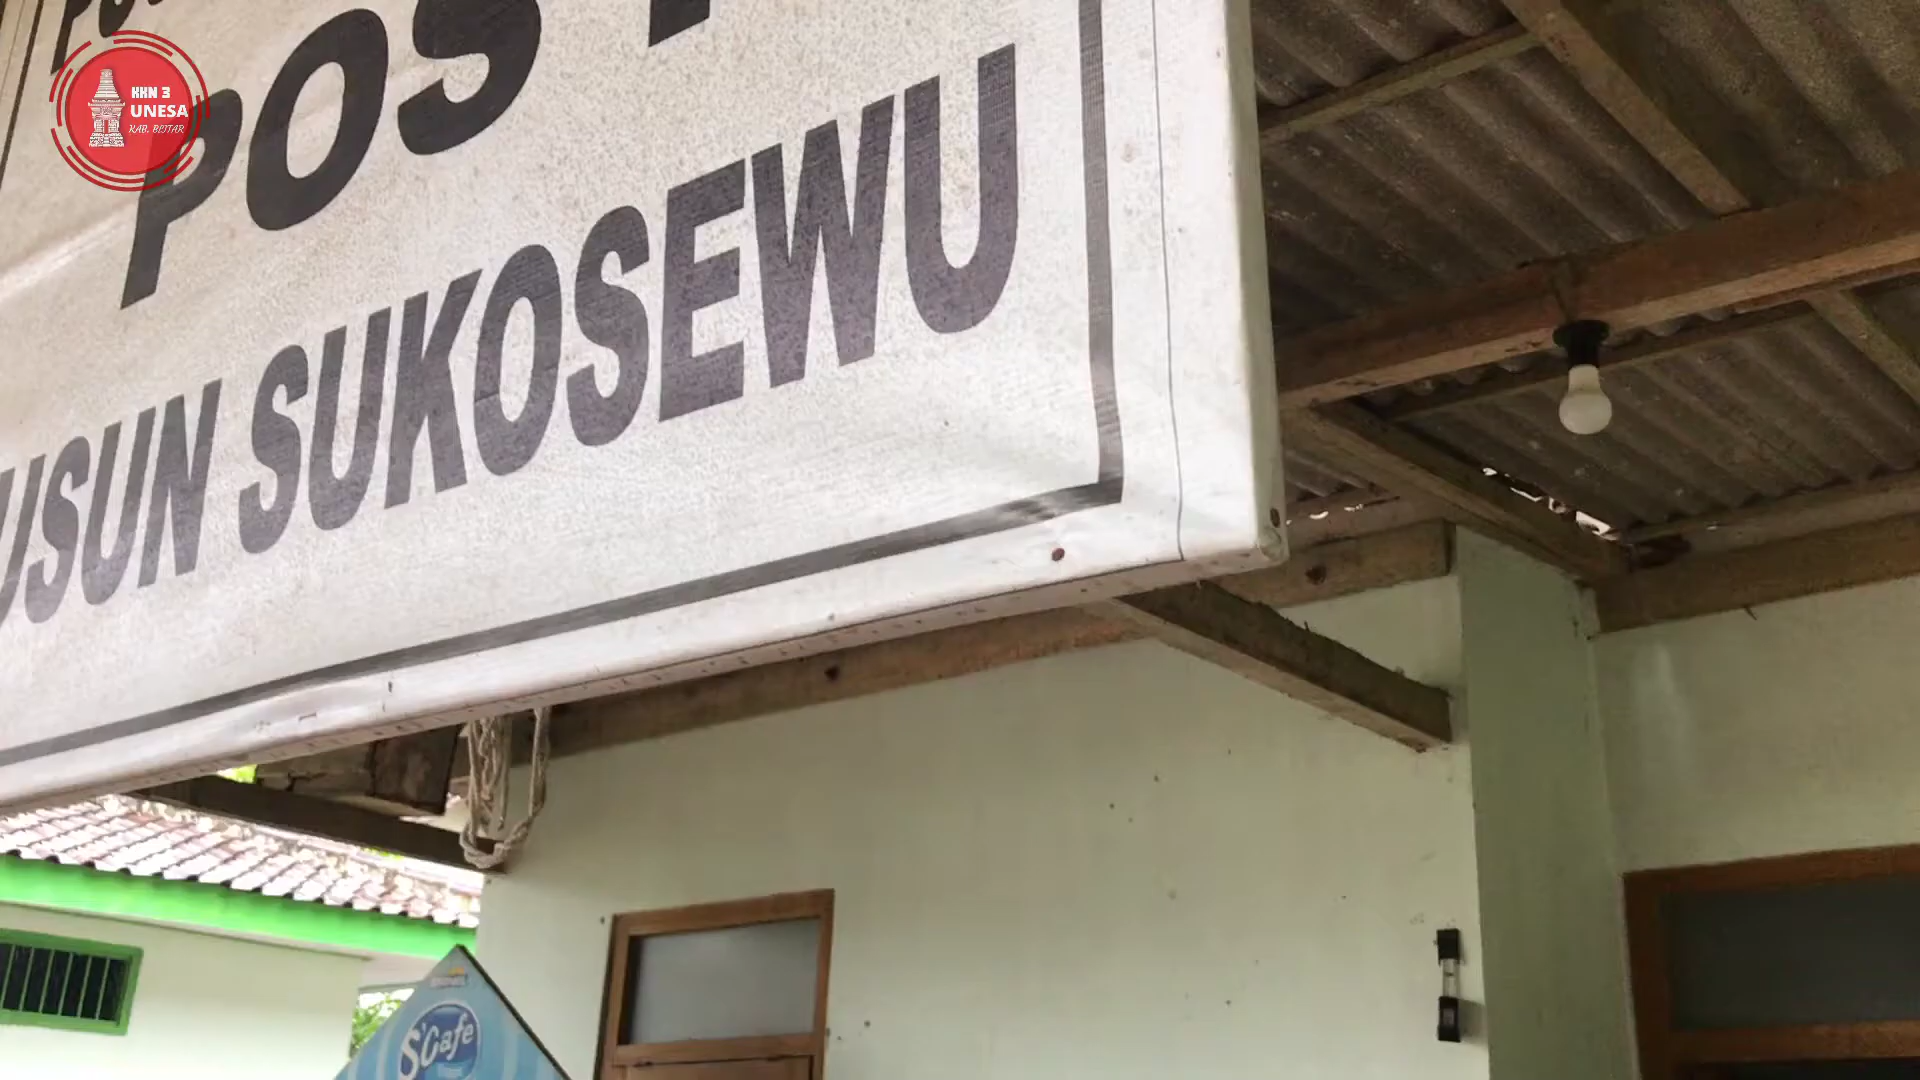 KKN 3
UNESA
KAB. BLITAR
POS
USUN SUKOSEWU
S'Cafe